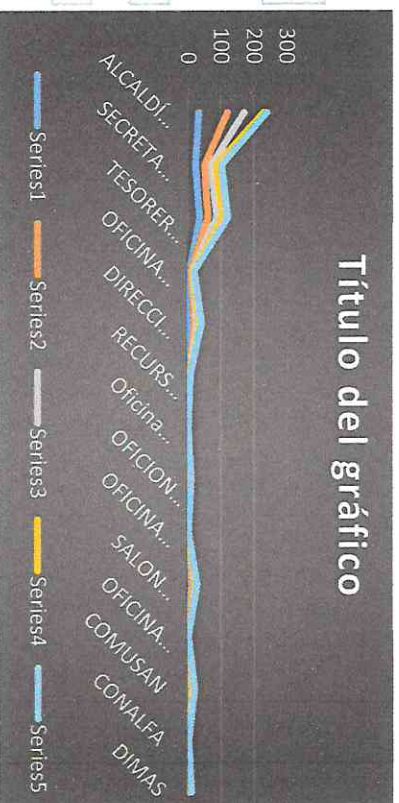 Título del gráfico
300
200
100
0
ALCALDÍ...
SECRETA...
TESORER...
OFICINA...
DIRECCI...
RECURS...
Oficina...
OFICION...
OFICINA...
SALON...
OFICINA...
COMUSAN
CONALFA
DIMAS
Series1 Series2 Series3 Series4 Series5